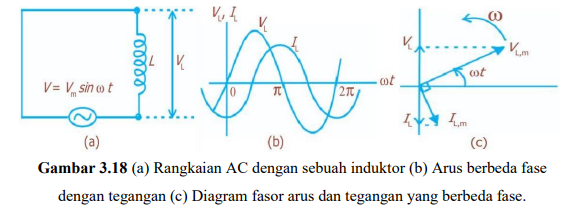 V, I_L
V_L
I_L
ω
V_L
V_L,m
L
V_L
V = V_m sin ω t
ωt
ωt
0
π
2π
I_L
I_L,m
(a)
(b)
(c)
Gambar 3.18 (a) Rangkaian AC dengan sebuah induktor (b) Arus berbeda fase
dengan tegangan (c) Diagram fasor arus dan tegangan yang berbeda fase.